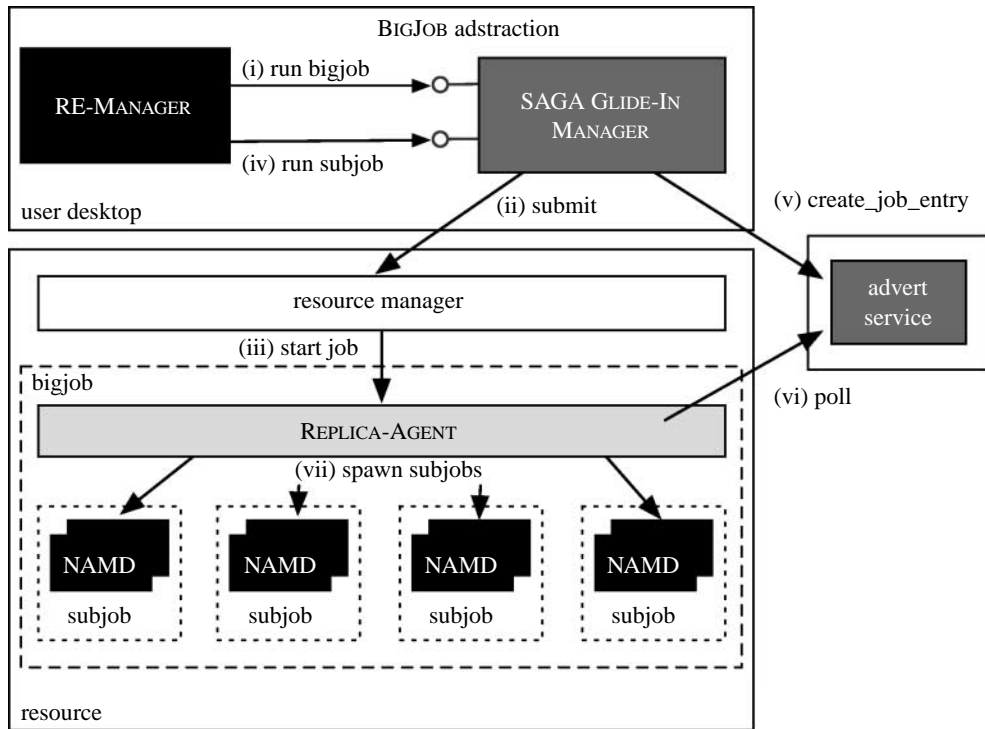 BIGJOB adstraction
(i) run bigjob
RE-MANAGER
SAGA GLIDE-IN
MANAGER
(iv) run subjob
user desktop
(ii) submit
(v) create_job_entry
resource manager
advert
service
(iii) start job
bigjob
(vi) poll
REPLICA-AGENT
(vii) spawn subjobs
NAMD
NAMD
NAMD
NAMD
subjob
subjob
subjob
subjob
resource